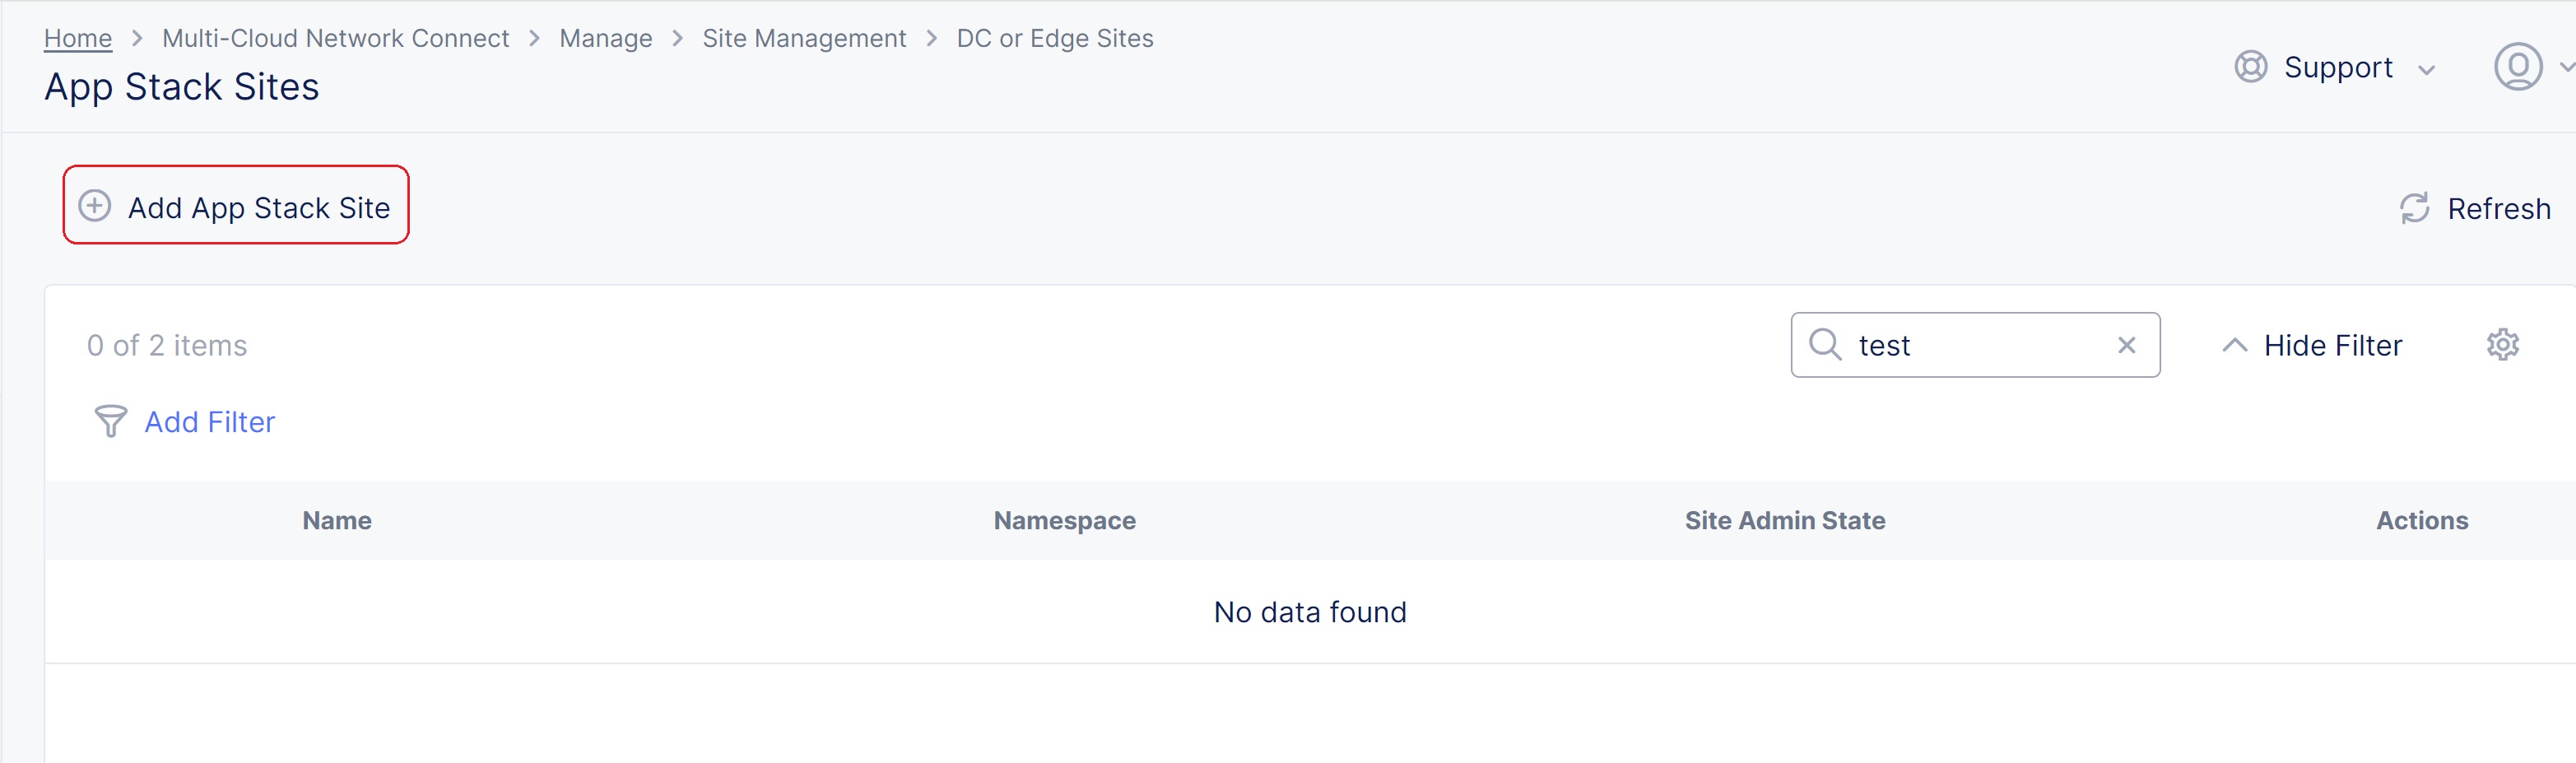 Home > Multi-Cloud Network Connect > Manage > Site Management > DC or Edge Sites
App Stack Sites
Support
Add App Stack Site
Refresh
0 of 2 items
test
Hide Filter
Add Filter
Name Namespace Site Admin State Actions
No data found